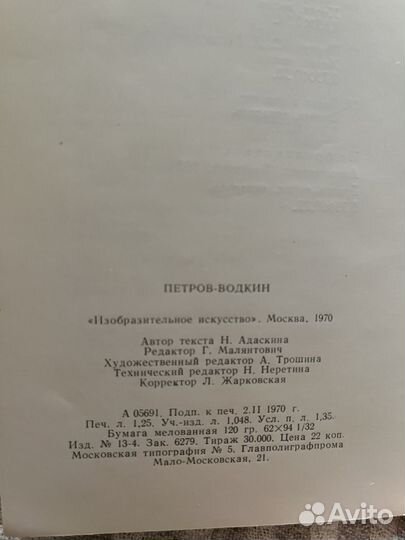 ПЕТРОВ-ВОДКИН
«Изобразительное искусство». Москва. 1970
Автор текста Н. Адаскина
Редактор Г. Малянтович
Художественный редактор А. Трошина
Технический редактор Н. Неретина
Корректор Л. Жарковская
А 05691. Подп. к печ. 2.II 1970 г.
Печ. л. 1,25. Уч.-изд. л. 1,048. Усл. п. л. 1,35.
Бумага мелованная 120 гр. 62×94 1/32
Изд. № 13-4. Зак. 6279. Тираж 30.000. Цена 22 коп.
Московская типография № 5. Главполиграфпрома
Мало-Московская, 21.
Avito